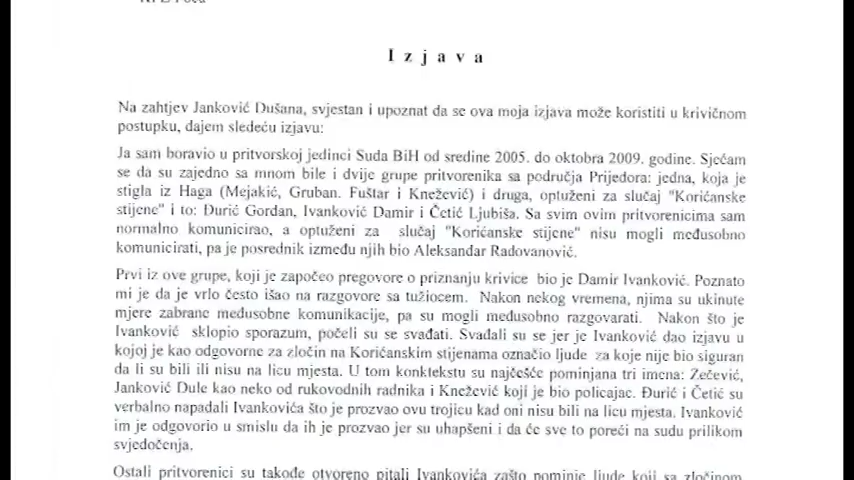 I z j a v a
Na zahtjev Janković Dušana, svjestan i upoznat da se ova moja izjava može koristiti u krivičnom
postupku, dajem sledeću izjavu:
Ja sam boravio u pritvorskoj jedinci Suda BiH od sredine 2005. do oktobra 2009. godine. Sjećam
se da su zajedno sa mnom bile i dvije grupe pritvorenika sa područja Prijedora: jedna, koja je
stigla iz Haga (Mejakić, Gruban. Fuštar i Knežević) i druga, optuženi za slučaj "Korićanske
stijene" i to: Đurić Gordan, Ivanković Damir i Četić Ljubiša. Sa svim ovim pritvorenicima sam
normalno komunicirao, a optuženi za slučaj "Korićanske stijene" nisu mogli međusobno
komunicirati, pa je posrednik između njih bio Aleksandar Radovanović.
Prvi iz ove grupe, koji je započeo pregovore o priznanju krivice bio je Damir Ivanković. Poznato
mi je da je vrlo često išao na razgovore sa tužiocem. Nakon nekog vremena, njima su ukinute
mjere zabrane međusobne komunikacije, pa su mogli međusobno razgovarati. Nakon što je
Ivanković sklopio sporazum, počeli su se svađati. Svađali su se jer je Ivanković dao izjavu u
kojoj je kao odgovorne za zločin na Korićanskim stijenama označio ljude za koje nije bio siguran
da li su bili ili nisu na licu mjesta. U tom konktekstu su najčešće pominjana tri imena: Zečević,
Janković Dule kao neko od rukovodnih radnika i Knežević koji je bio policajac. Đurić i Četić su
verbalno napadali Ivankovića što je prozvao ovu trojicu kad oni nisu bili na licu mjesta. Ivanković
im je odgovorio u smislu da ih je prozvao jer su uhapšeni i da će sve to poreći na sudu prilikom
svjedočenja.
Ostali pritvorenici su takođe otvoreno pitali Ivankovića zašto pominje ljude koji sa zločinom